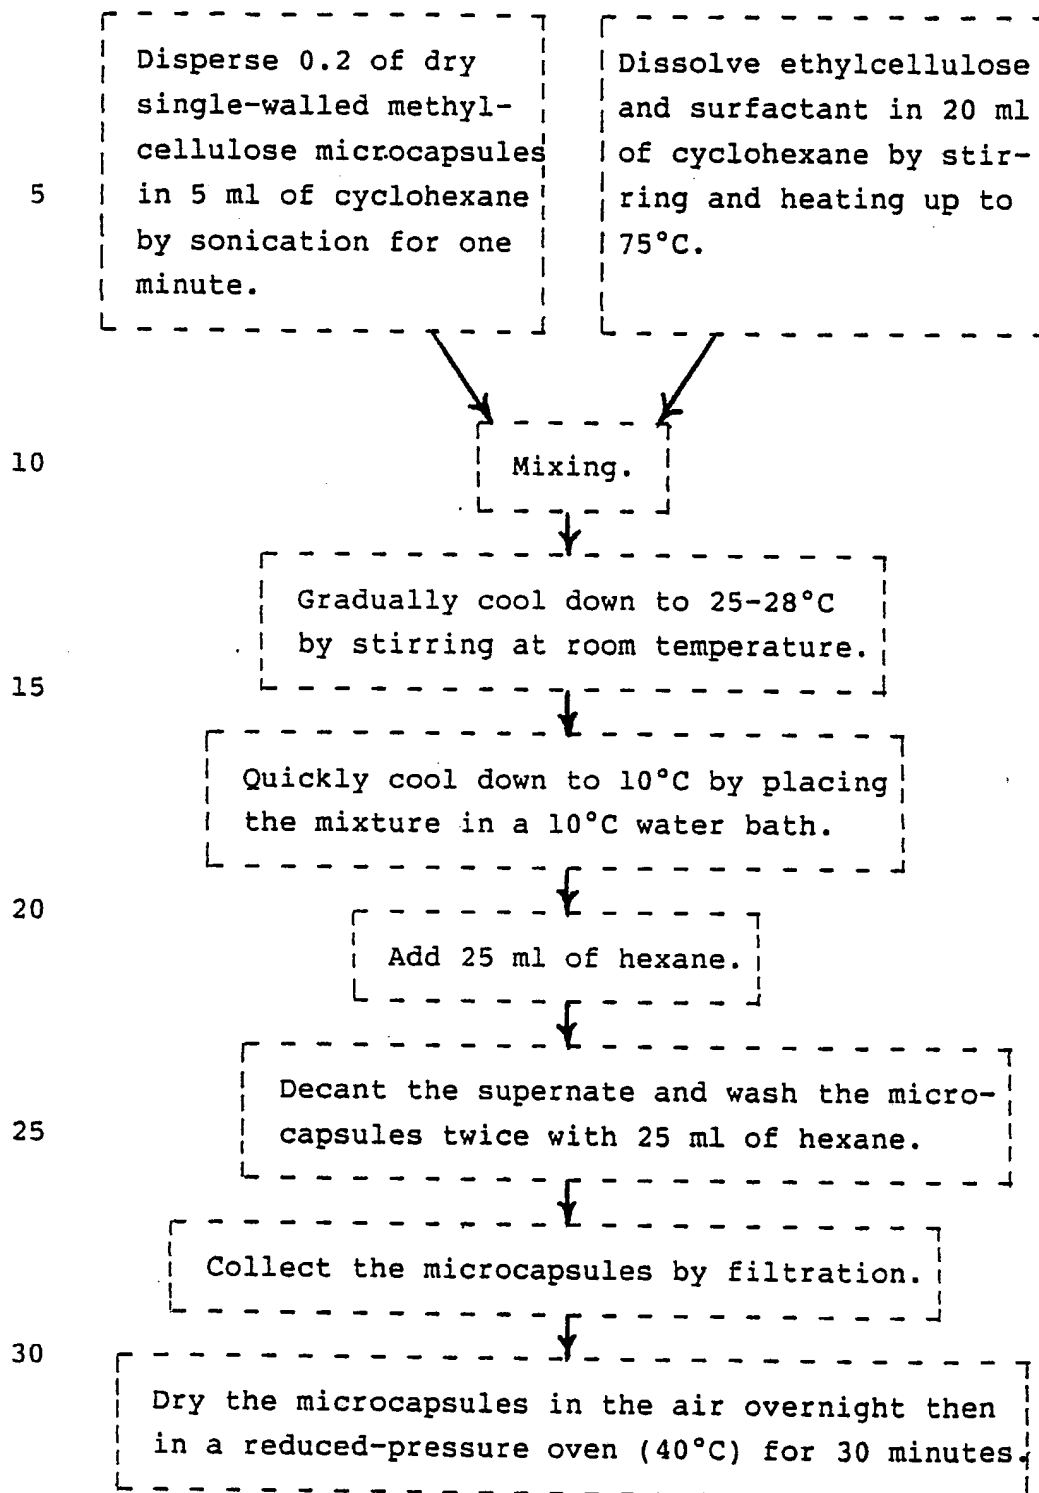 Disperse 0.2 of dry
single-walled methyl-
cellulose microcapsules
5
in 5 ml of cyclohexane
by sonication for one
minute.
Dissolve ethylcellulose
and surfactant in 20 ml
of cyclohexane by stir-
ring and heating up to
75°C.
10
Mixing.
Gradually cool down to 25-28°C
by stirring at room temperature.
15
Quickly cool down to 10°C by placing
the mixture in a 10°C water bath.
20
Add 25 ml of hexane.
Decant the supernate and wash the micro-
25
capsules twice with 25 ml of hexane.
Collect the microcapsules by filtration.
30
Dry the microcapsules in the air overnight then
in a reduced-pressure oven (40°C) for 30 minutes.